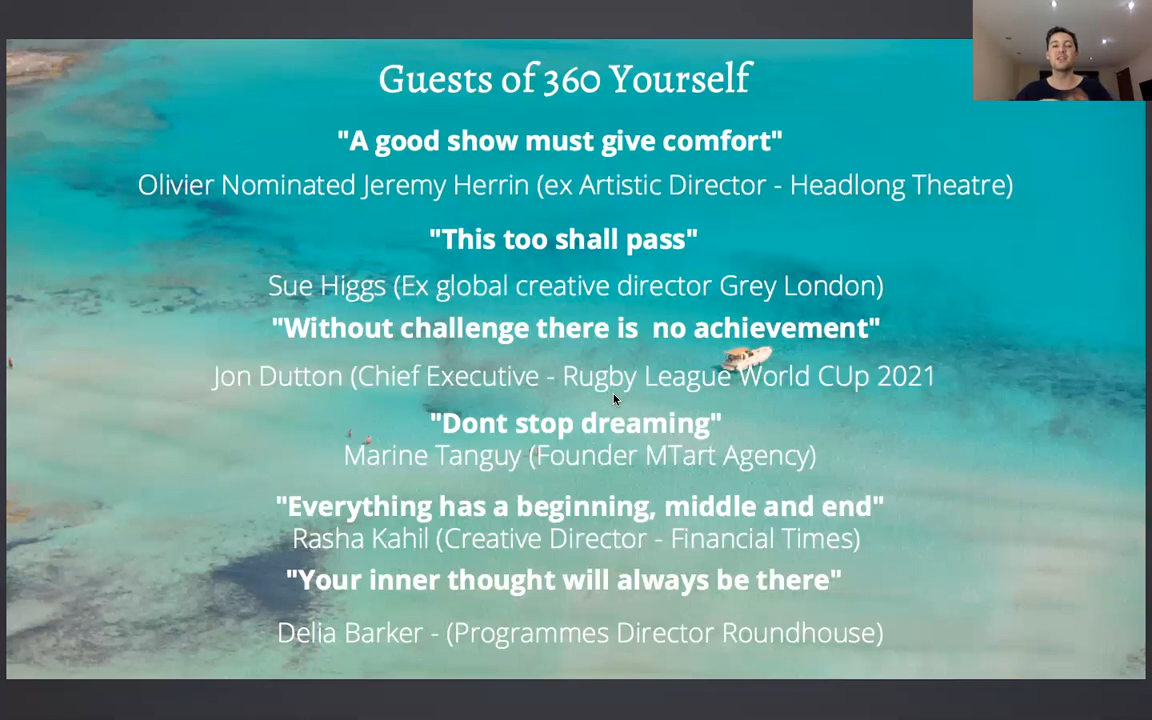 Guests of 360 Yourself
"A good show must give comfort"
Olivier Nominated Jeremy Herrin (ex Artistic Director - Headlong Theatre)
"This too shall pass"
Sue Higgs (Ex global creative director Grey London)
"Without challenge there is  no achievement"
Jon Dutton (Chief Executive - Rugby League World CUp 2021
"Dont stop dreaming"
Marine Tanguy (Founder MTart Agency)
"Everything has a beginning, middle and end"
Rasha Kahil (Creative Director - Financial Times)
"Your inner thought will always be there"
Delia Barker - (Programmes Director Roundhouse)